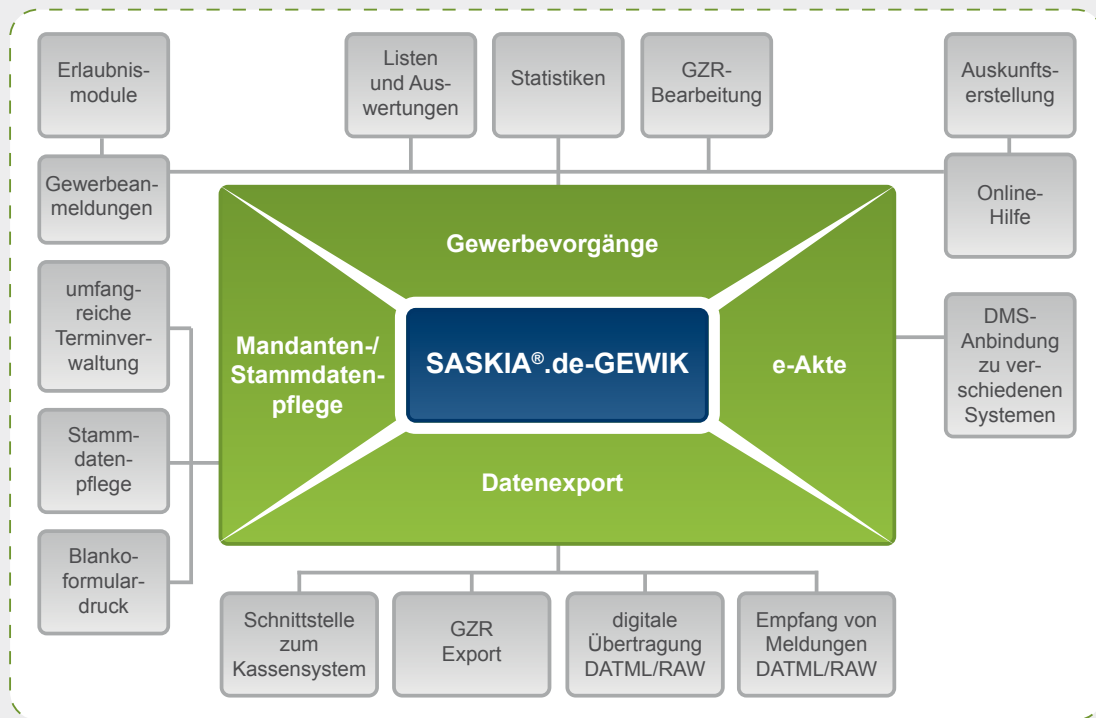 Erlaubnis-
module
Listen
und Aus-
wertungen
Statistiken
GZR-
Bearbeitung
Auskunfts-
erstellung
Gewerbean-
meldungen
Online-
Hilfe
Gewerbevorgänge
umfang-
reiche
Terminver-
waltung
Mandanten-/
Stammdaten-
pflege
SASKIA®.de-GEWIK
e-Akte
DMS-
Anbindung
zu ver-
schiedenen
Systemen
Stamm-
daten-
pflege
Datenexport
Blanko-
formular-
druck
Schnittstelle
zum
Kassensystem
GZR
Export
digitale
Übertragung
DATML/RAW
Empfang von
Meldungen
DATML/RAW